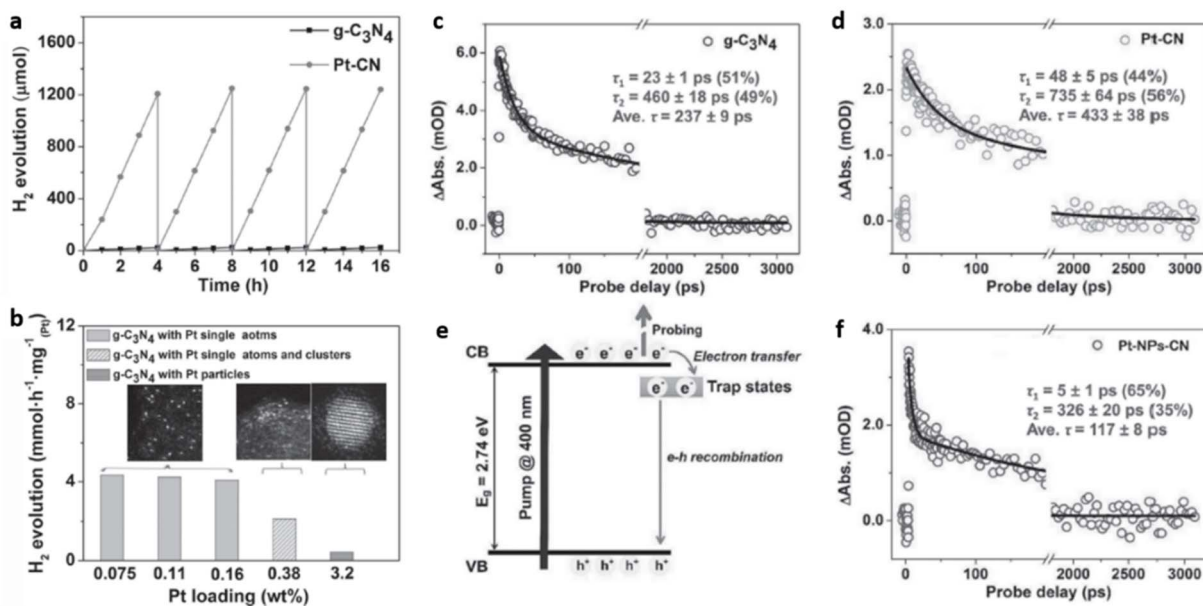 a
1600
1200
800
400
0
H2 evolution (μmol)
g-C3N4
Pt-CN
0 2 4 6 8 10 12 14 16
Time (h)
b
12
8
4
0
H2 evolution (mmol·h-1·mg-1(Pt))
g-C3N4 with Pt single aotms
g-C3N4 with Pt single atoms and clusters
g-C3N4 with Pt particles
0.075 0.11 0.16 0.38 3.2
Pt loading (wt%)
c
6.0
4.0
2.0
0.0
ΔAbs. (mOD)
g-C3N4
τ1 = 23 ± 1 ps (51%)
τ2 = 460 ± 18 ps (49%)
Ave. τ = 237 ± 9 ps
0 100 2000 2500 3000
Probe delay (ps)
d
3.0
2.0
1.0
0.0
ΔAbs. (mOD)
Pt-CN
τ1 = 48 ± 5 ps (44%)
τ2 = 735 ± 64 ps (56%)
Ave. τ = 433 ± 38 ps
0 100 2000 2500 3000
Probe delay (ps)
e
Probing
CB
e- e- e- e-
Electron transfer
e- e-
Trap states
Eg = 2.74 eV
Pump @ 400 nm
e-h recombination
VB
h+ h+ h+ h+
f
4.0
2.0
0.0
ΔAbs. (mOD)
Pt-NPs-CN
τ1 = 5 ± 1 ps (65%)
τ2 = 326 ± 20 ps (35%)
Ave. τ = 117 ± 8 ps
0 100 2000 2500 3000
Probe delay (ps)